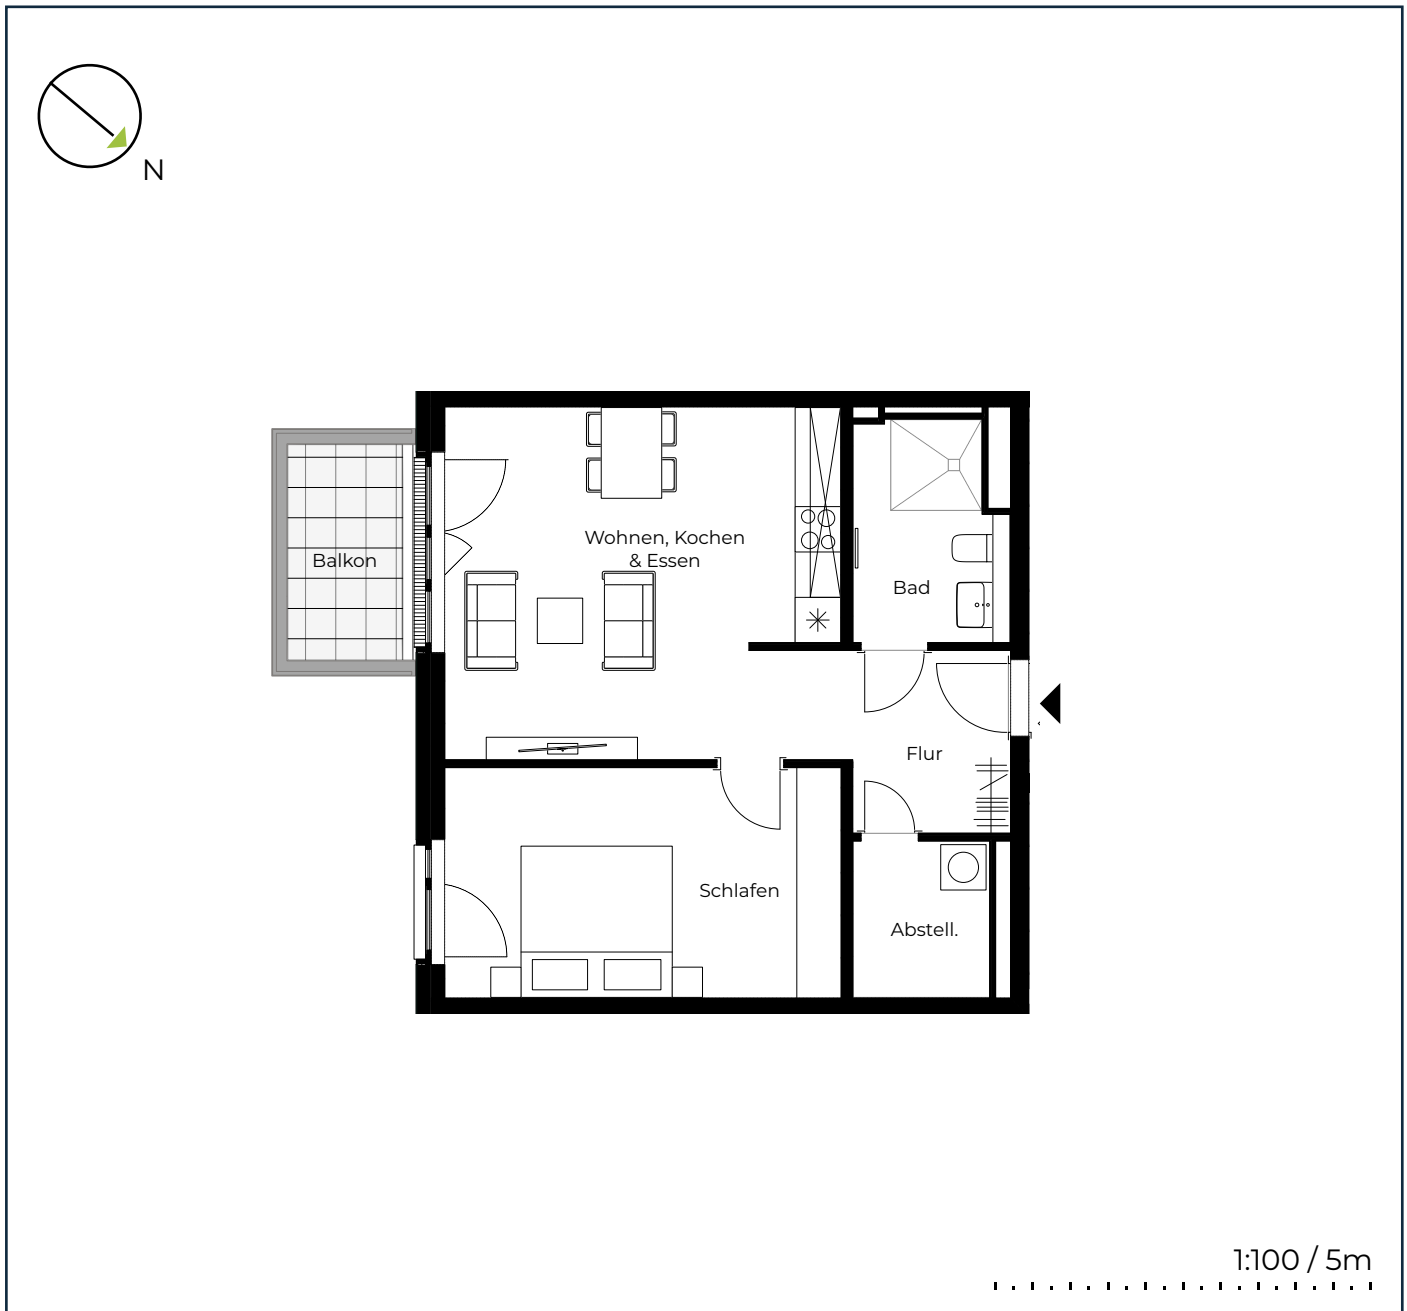 N
Wohnen, Kochen
& Essen
Balkon
Bad
Flur
Schlafen
Abstell.
1:100 / 5m